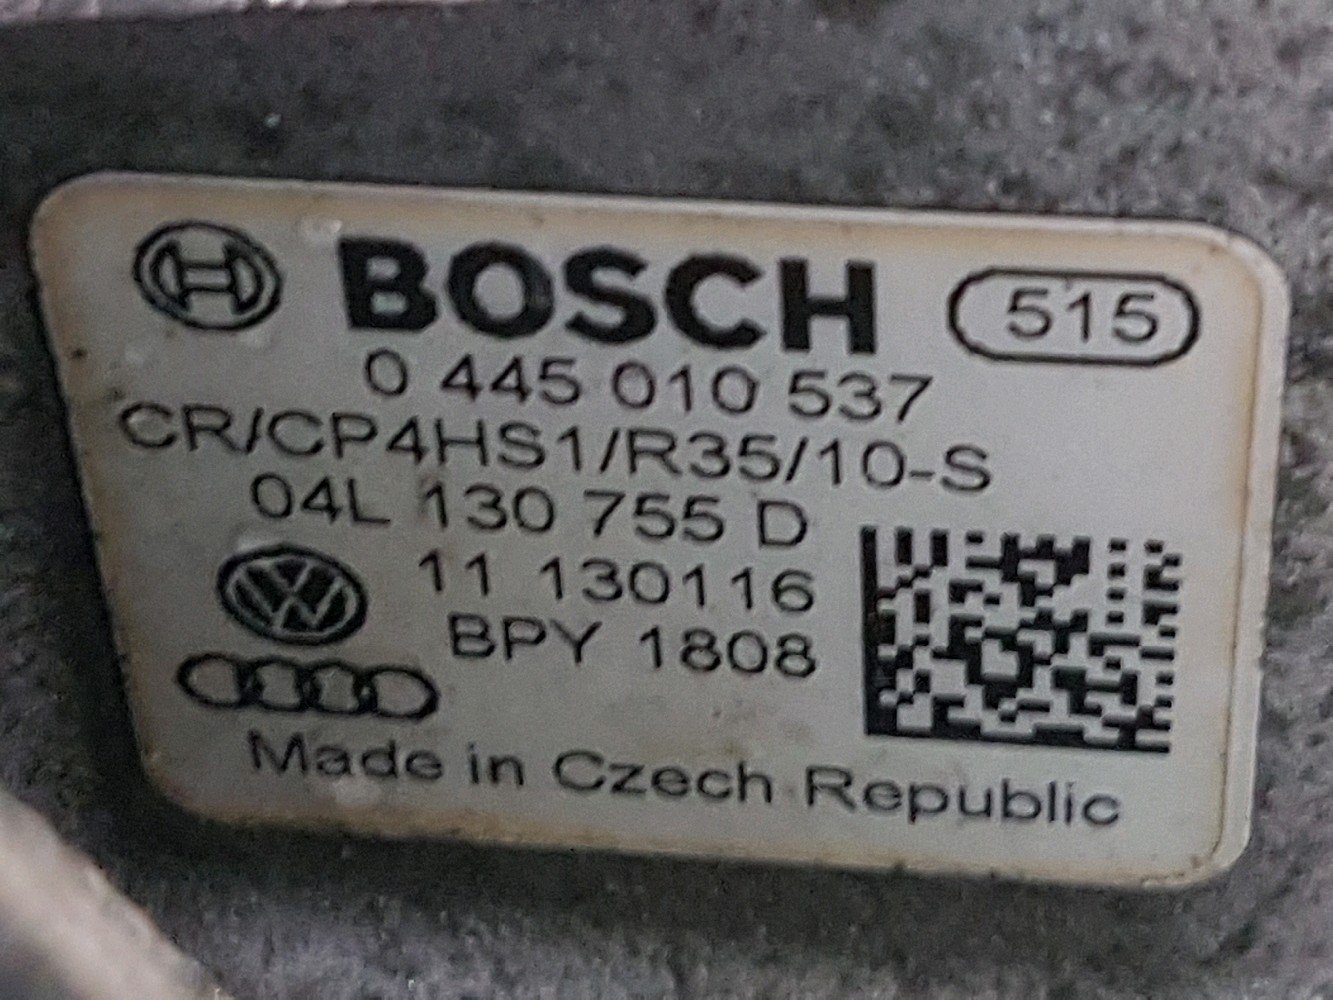 BOSCH 515
0 445 010 537
CR/CP4HS1/R35/10-S
04L 130 755 D
11 130116
BPY 1808
Made in Czech Republic